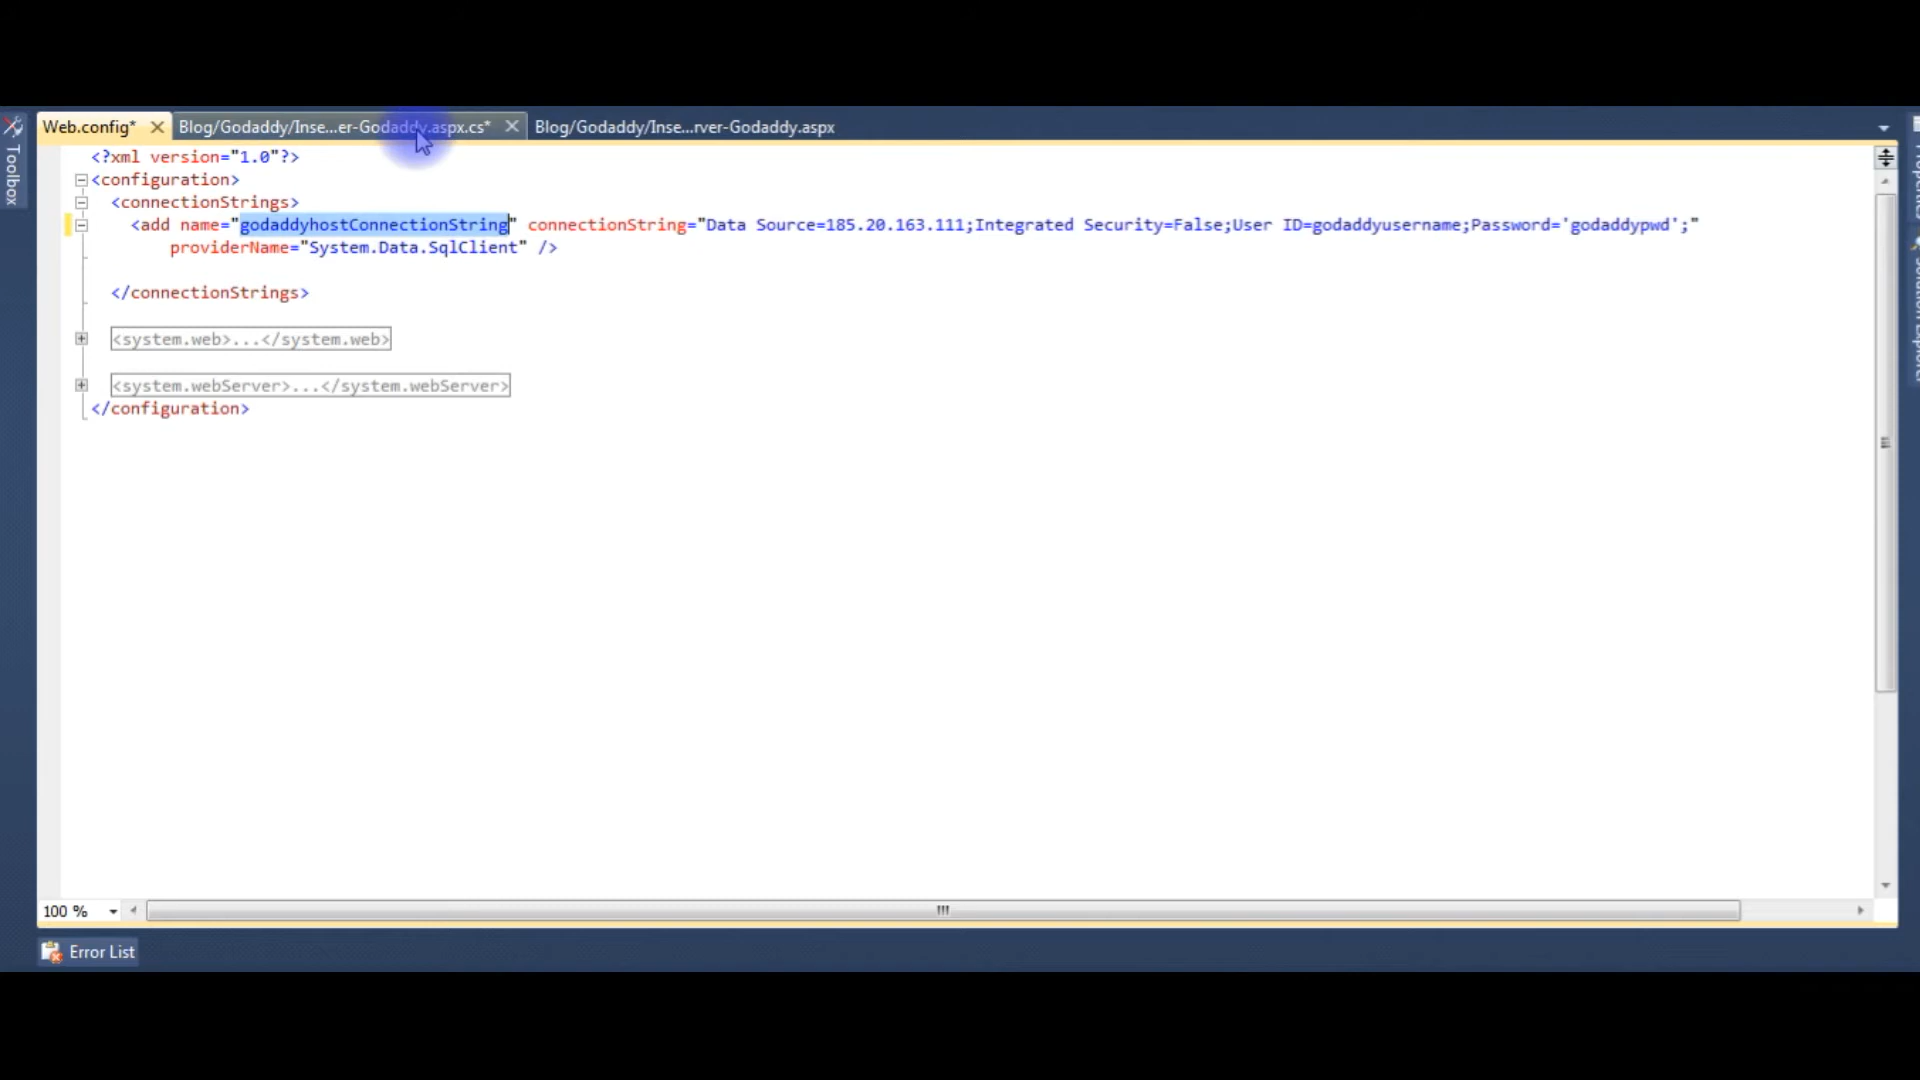 Web.config*
Blog/Godaddy/Inse...er-Godaddy.aspx.cs*
Blog/Godaddy/Inse...rver-Godaddy.aspx
Toolbox
<?xml version="1.0"?>
<configuration>
<connectionStrings>
<add name="godaddyhostConnectionString" connectionString="Data Source=185.20.163.111;Integrated Security=False;User ID=godaddyusername;Password='godaddypwd';"
providerName="System.Data.SqlClient" />
</connectionStrings>
<system.web>...</system.web>
<system.webServer>...</system.webServer>
</configuration>
100 %
Error List